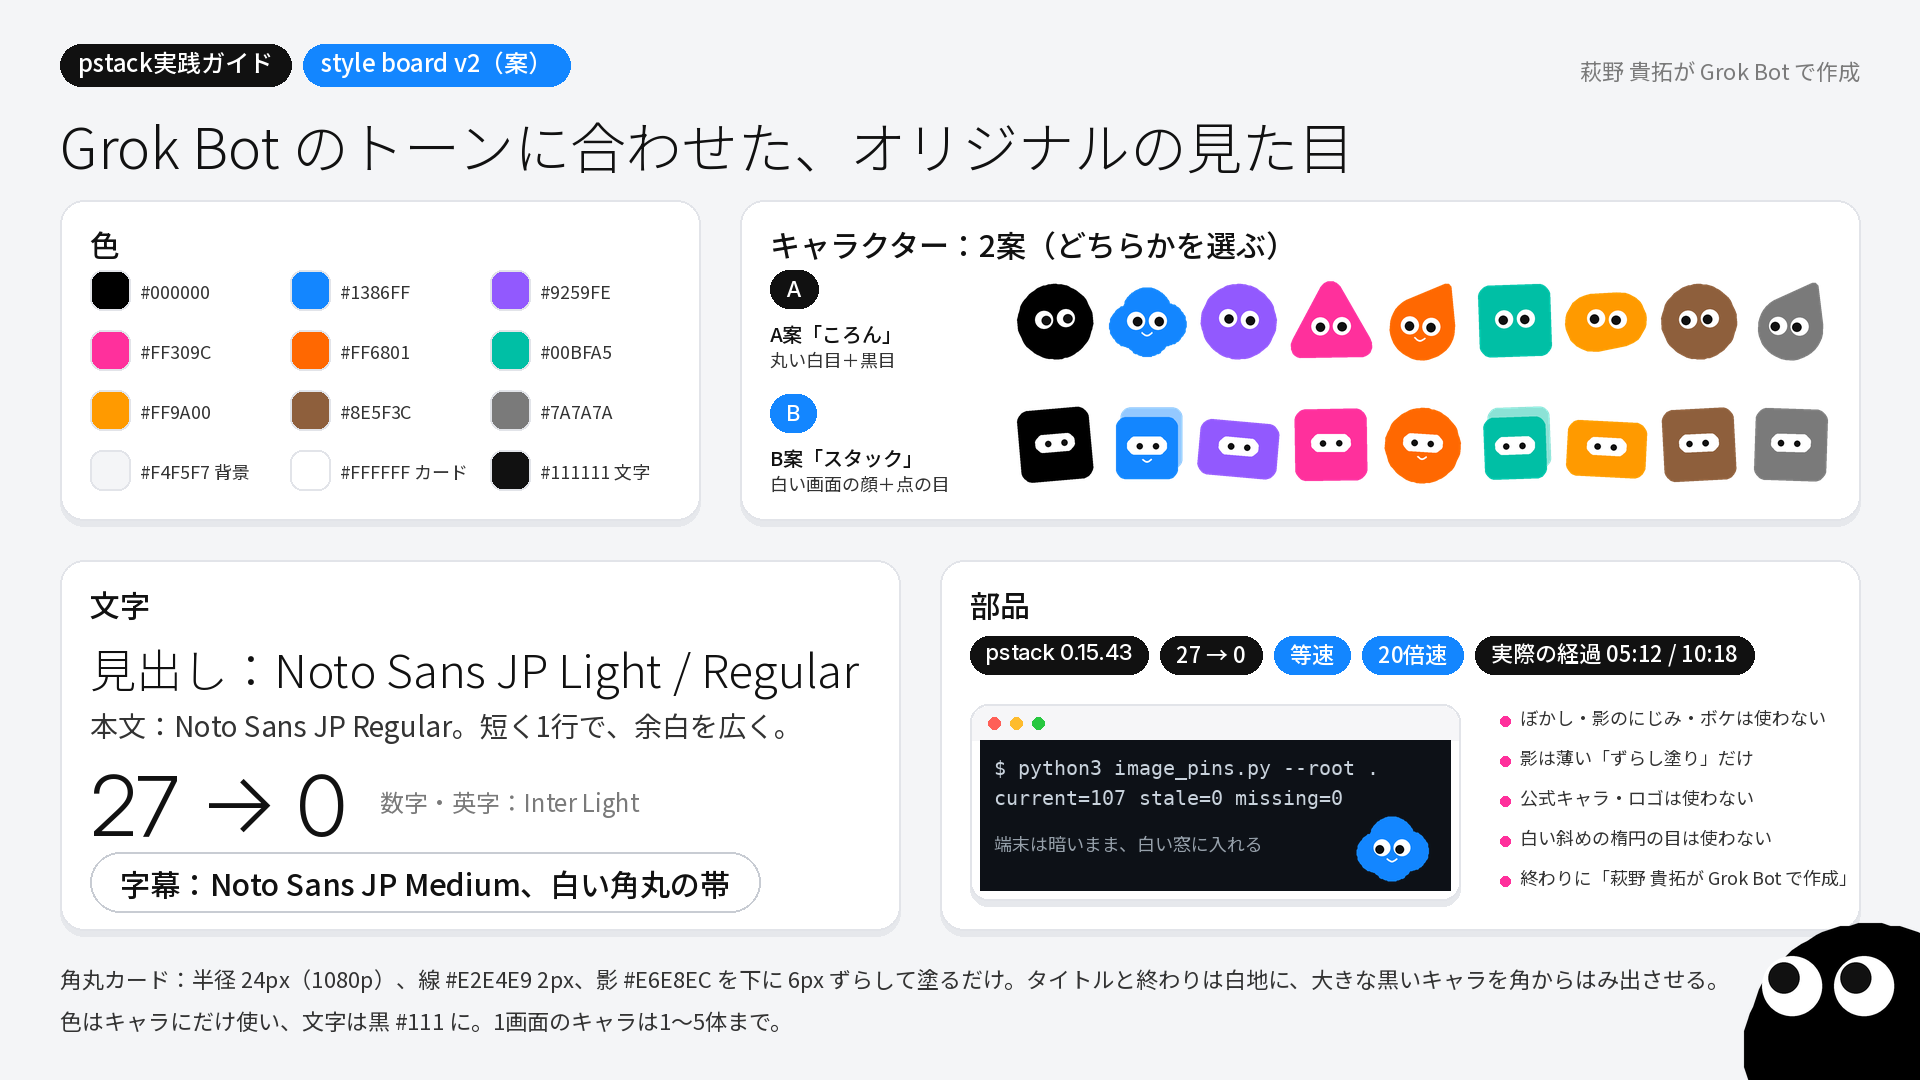 pstack実践ガイド
style board v2（案）
萩野 貴拓が Grok Bot で作成
Grok Bot のトーンに合わせた、オリジナルの見た目
色
#000000
#1386FF
#9259FE
#FF309C
#FF6801
#00BFA5
#FF9A00
#8E5F3C
#7A7A7A
#F4F5F7 背景
#FFFFFF カード
#111111 文字
キャラクター：2案（どちらかを選ぶ）
A
A案「ころん」
丸い白目＋黒目
B
B案「スタック」
白い画面の顔＋点の目
文字
見出し：Noto Sans JP Light / Regular
本文：Noto Sans JP Regular。短く1行で、余白を広く。
27 → 0
数字・英字：Inter Light
字幕：Noto Sans JP Medium、白い角丸の帯
部品
pstack 0.15.43
27 → 0
等速
20倍速
実際の経過 05:12 / 10:18
$ python3 image_pins.py --root .
current=107 stale=0 missing=0
端末は暗いまま、白い窓に入れる
ぼかし・影のにじみ・ボケは使わない
影は薄い「ずらし塗り」だけ
公式キャラ・ロゴは使わない
白い斜めの楕円の目は使わない
終わりに「萩野 貴拓が Grok Bot で作成」
角丸カード：半径 24px（1080p）、線 #E2E4E9 2px、影 #E6E8EC を下に 6px ずらして塗るだけ。タイトルと終わりは白地に、大きな黒いキャラを角からはみ出させる。
色はキャラにだけ使い、文字は黒 #111 に。1画面のキャラは1〜5体まで。